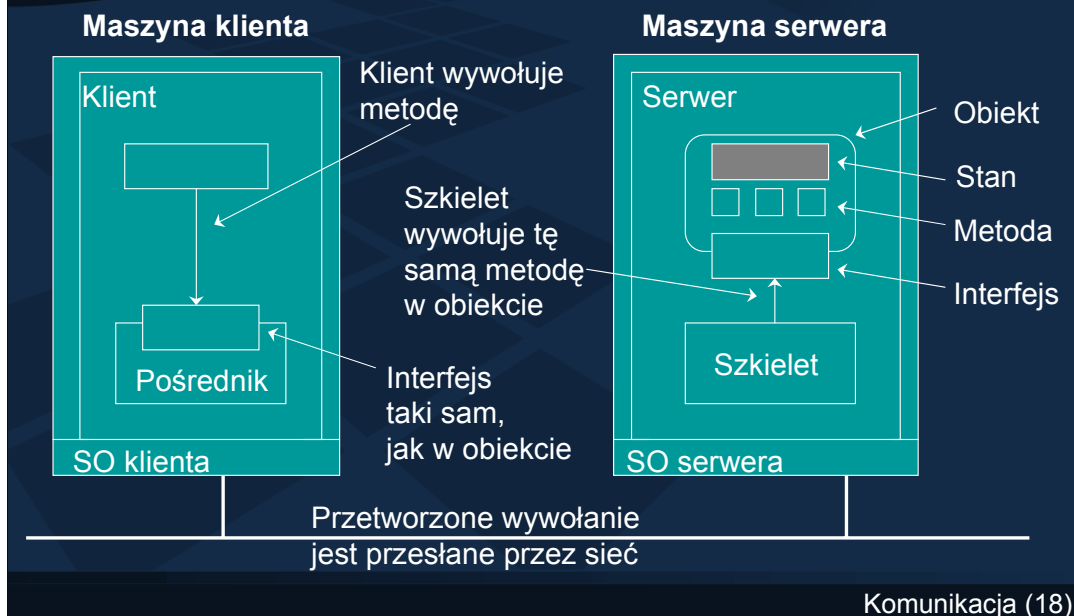 Maszyna klienta
Maszyna serwera
Klient
Klient wywołuje
metodę
Serwer
Obiekt
Stan
Metoda
Interfejs
Szkielet
wywołuje tę
samą metodę
w obiekcie
Pośrednik
Interfejs
taki sam,
jak w obiekcie
Szkielet
SO klienta
SO serwera
Przetworzone wywołanie
jest przesłane przez sieć
Komunikacja (18)